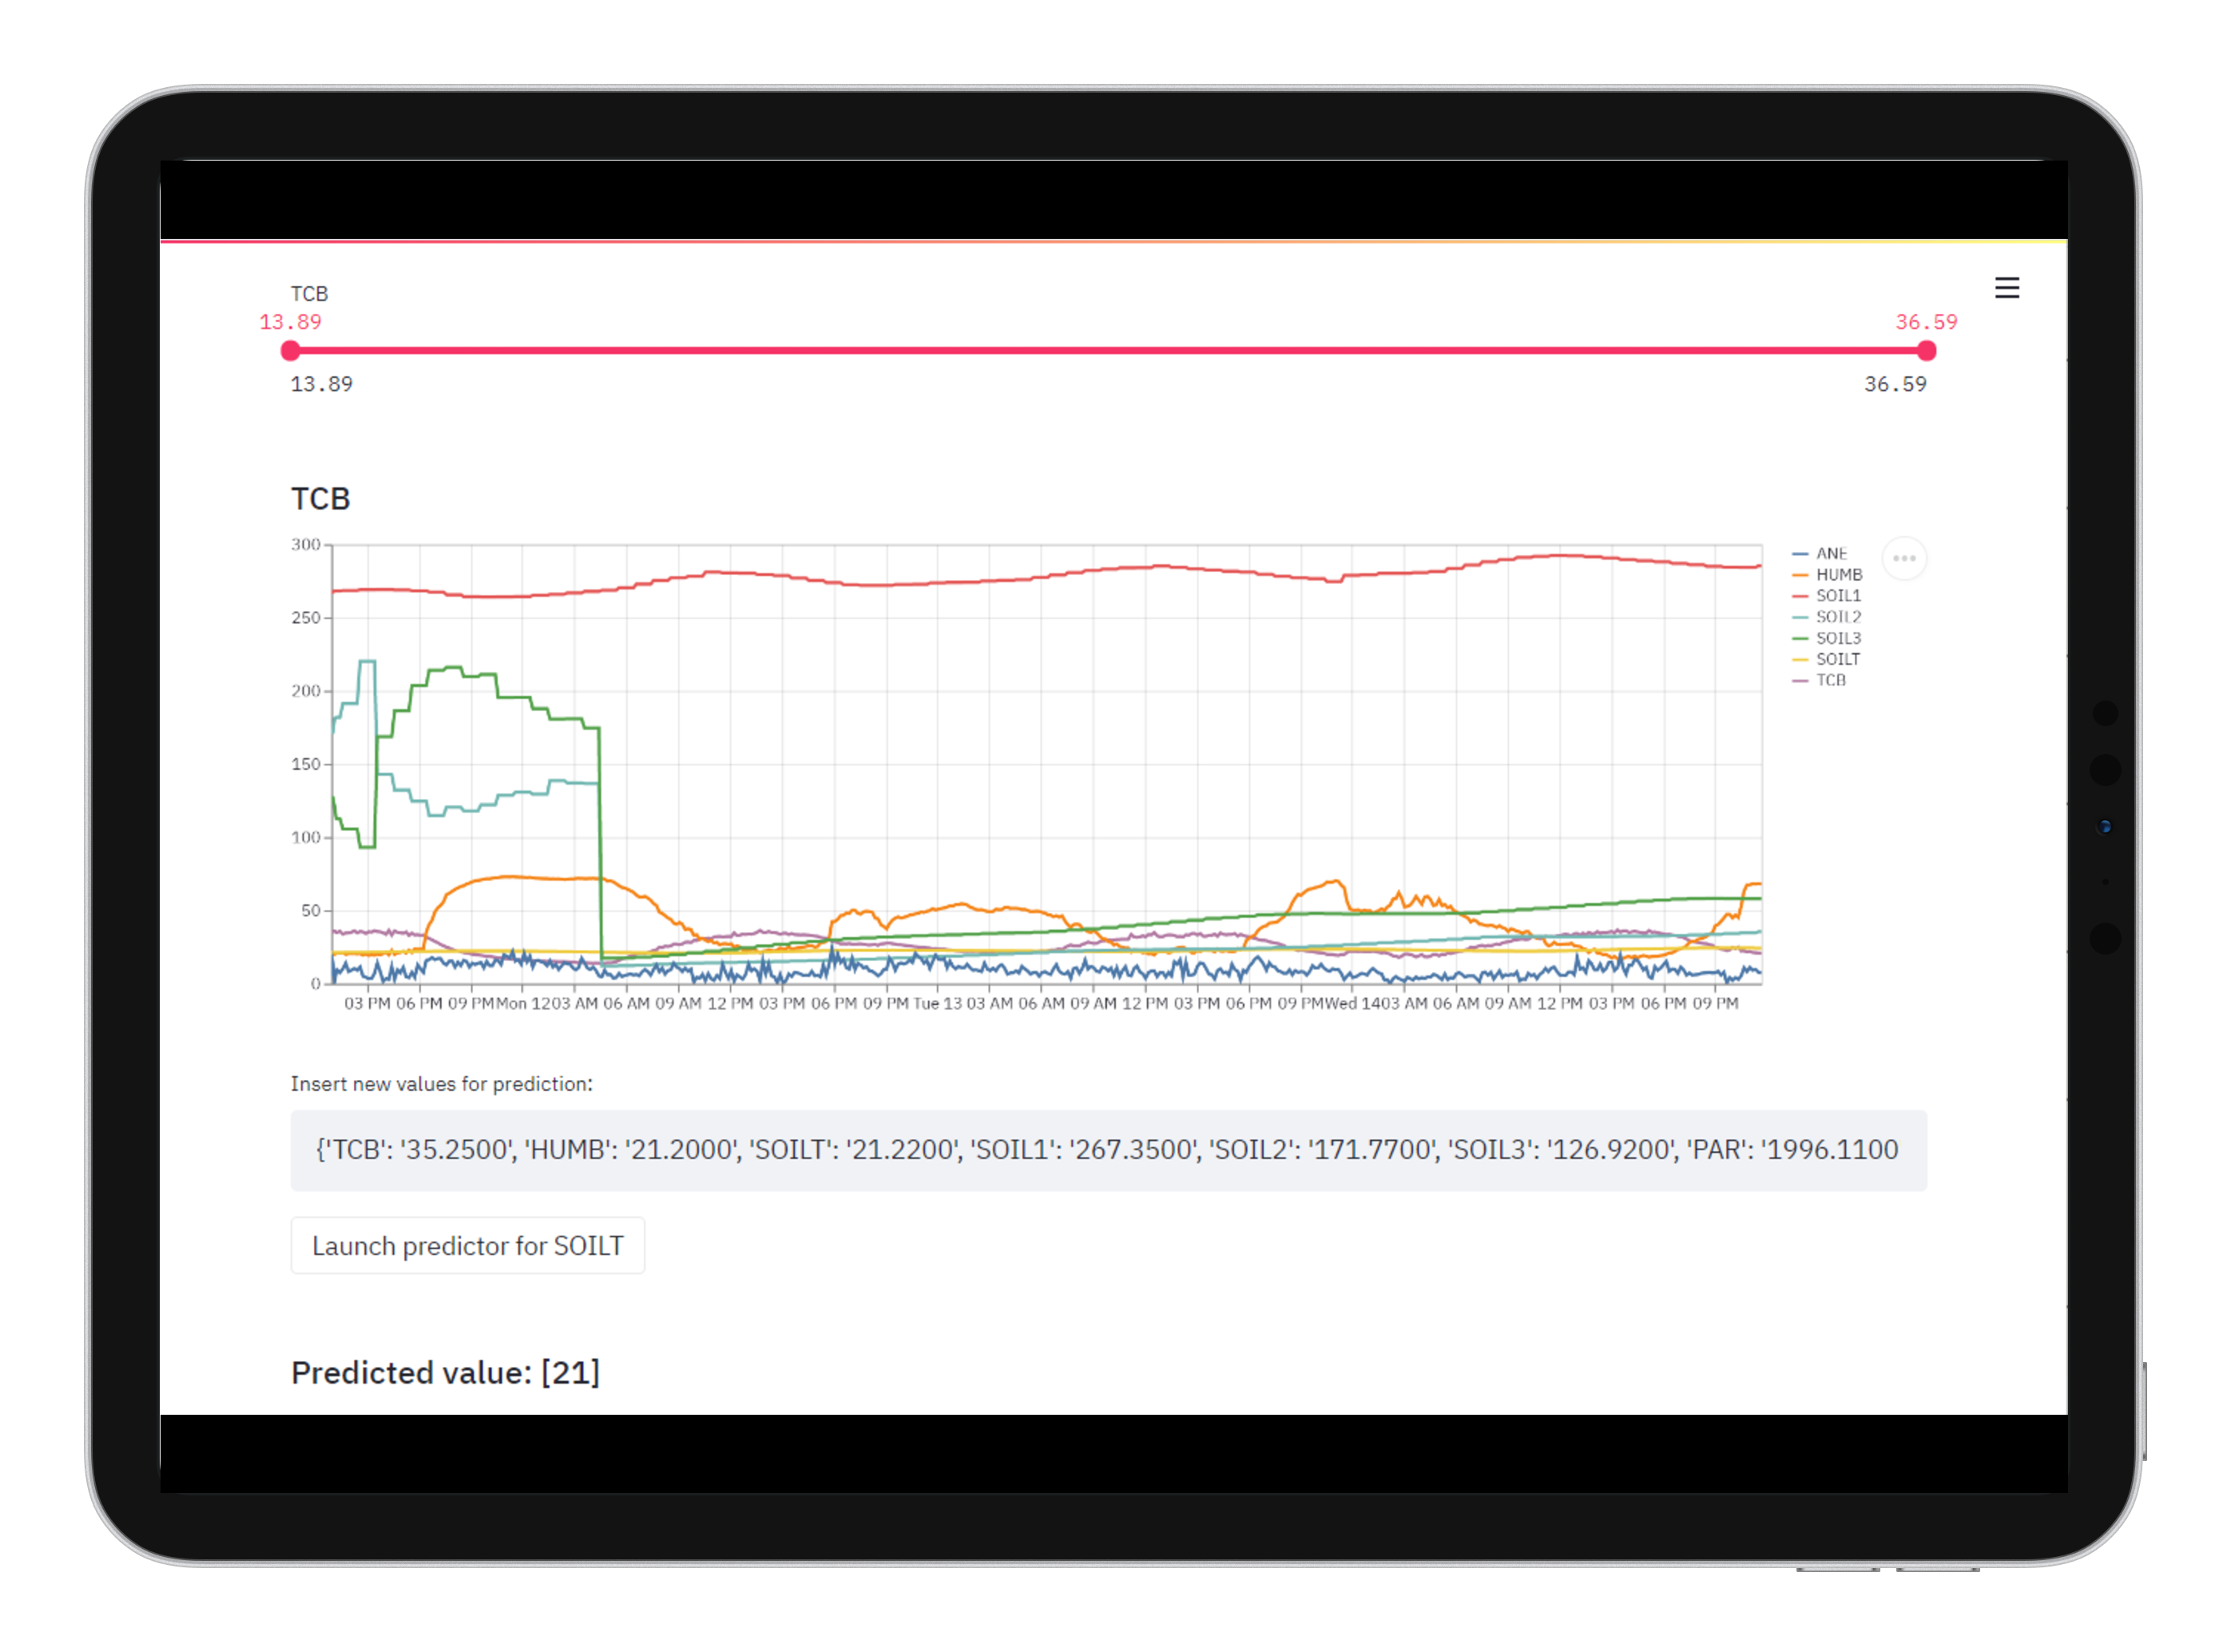 TCB
13.89 36.59
13.89 36.59
TCB
300
250
200
150
100
50
0
03 PM 06 PM 09 PM Mon 12 03 AM 06 AM 09 AM 12 PM 03 PM 06 PM 09 PM Tue 13 03 AM 06 AM 09 AM 12 PM 03 PM 06 PM 09 PM Wed 14 03 AM 06 AM 09 AM 12 PM 03 PM 06 PM 09 PM
ANE
HUMB
SOIL1
SOIL2
SOIL3
SOILT
TCB
Insert new values for prediction:
{'TCB': '35.2500', 'HUMB': '21.2000', 'SOILT': '21.2200', 'SOIL1': '267.3500', 'SOIL2': '171.7700', 'SOIL3': '126.9200', 'PAR': '1996.1100
Launch predictor for SOILT
Predicted value: [21]